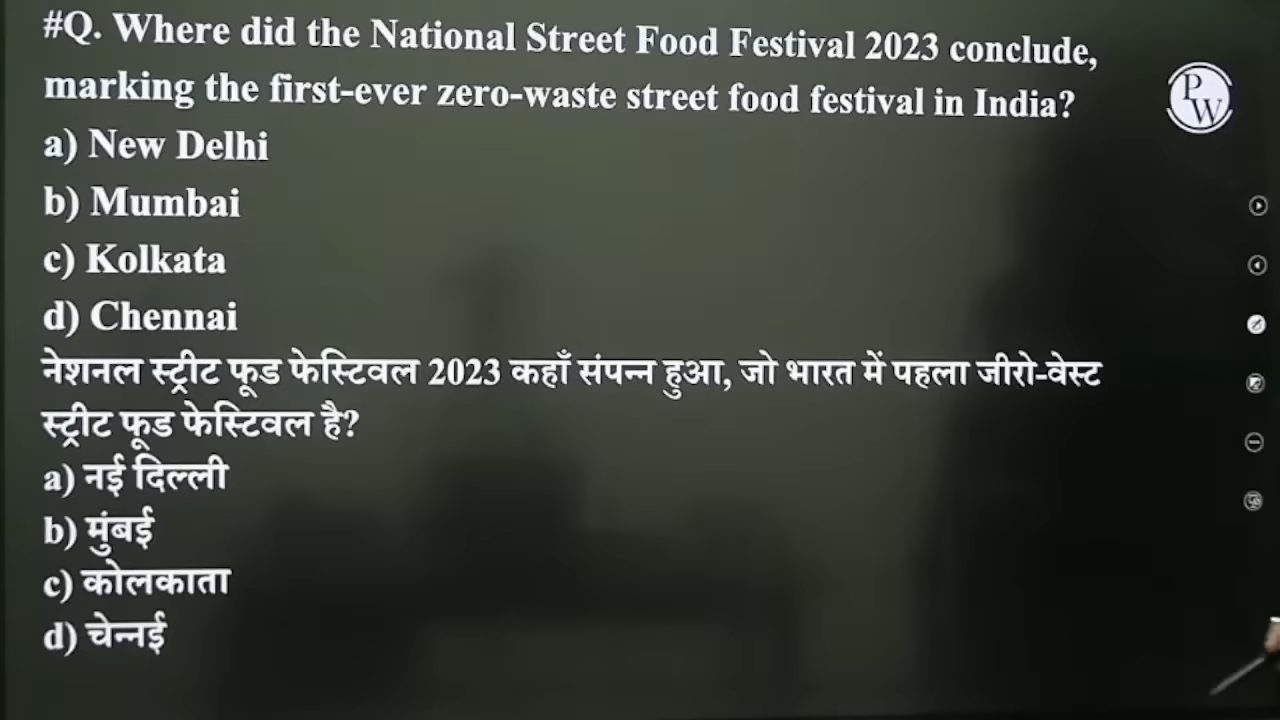 #Q. Where did the National Street Food Festival 2023 conclude,
marking the first-ever zero-waste street food festival in India?
PW
a) New Delhi
b) Mumbai
c) Kolkata
d) Chennai
नेशनल स्ट्रीट फूड फेस्टिवल 2023 कहाँ संपन्न हुआ, जो भारत में पहला जीरो-वेस्ट
स्ट्रीट फूड फेस्टिवल है?
a) नई दिल्ली
b) मुंबई
c) कोलकाता
d) चेन्नई